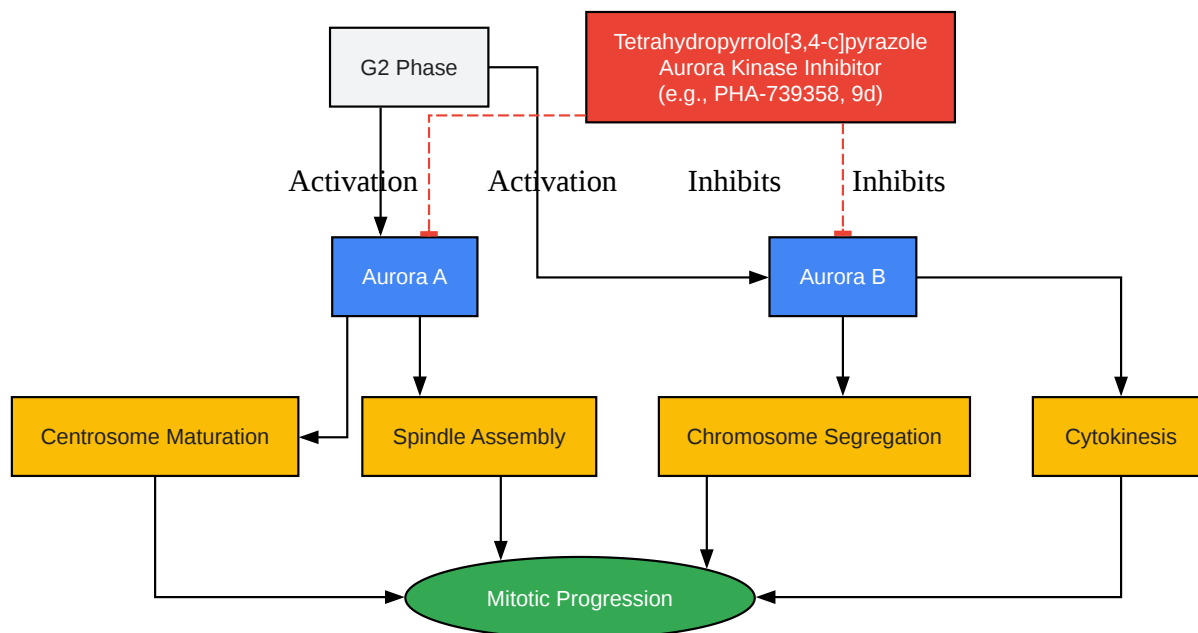 G2 Phase
Tetrahydropyrrolo[3,4-c]pyrazole
Aurora Kinase Inhibitor
(e.g., PHA-739358, 9d)
Activation
Activation
Inhibits
Inhibits
Aurora A
Aurora B
Centrosome Maturation
Spindle Assembly
Chromosome Segregation
Cytokinesis
Mitotic Progression